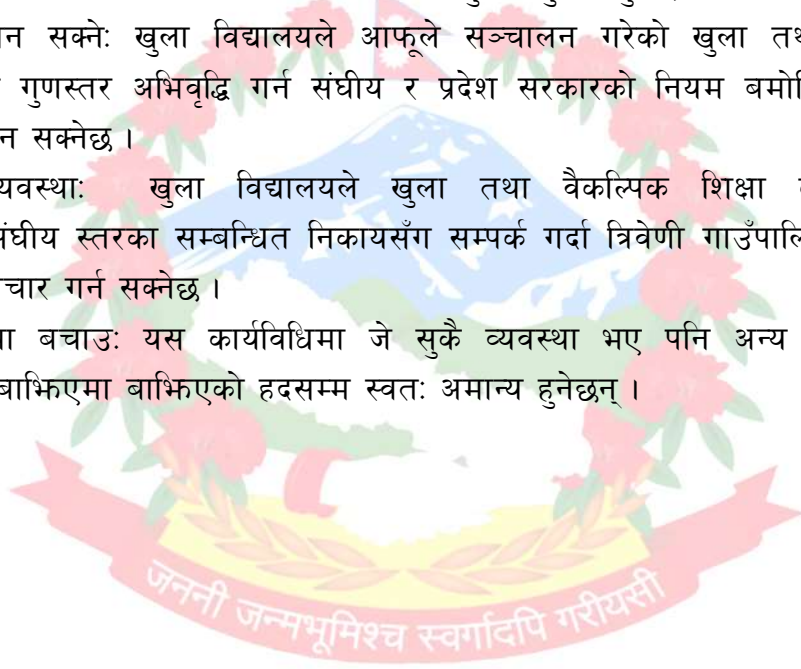 न सक्ने: खुला विद्यालयले आफूले सञ्चालन गरेको खुला
गुणस्तर अभिवृद्धि गर्न संघीय र प्रदेश सरकारको नियम
न सक्नेछ ।
व्यवस्था: खुला विद्यालयले खुला तथा वैकल्पिक शिक्षा
संघीय स्तरका सम्बन्धित निकायसँग सम्पर्क गर्दा त्रिवेणी
चार गर्न सक्नेछ ।
बचाउ: यस कार्यविधिमा जे सुकै व्यवस्था भए पनि अन्य
बाझिएमा बाझिएको हदसम्म स्वत: अमान्य हुनेछन् ।
जननी जन्मभूमिश्च स्वर्गादपि गरीयसी